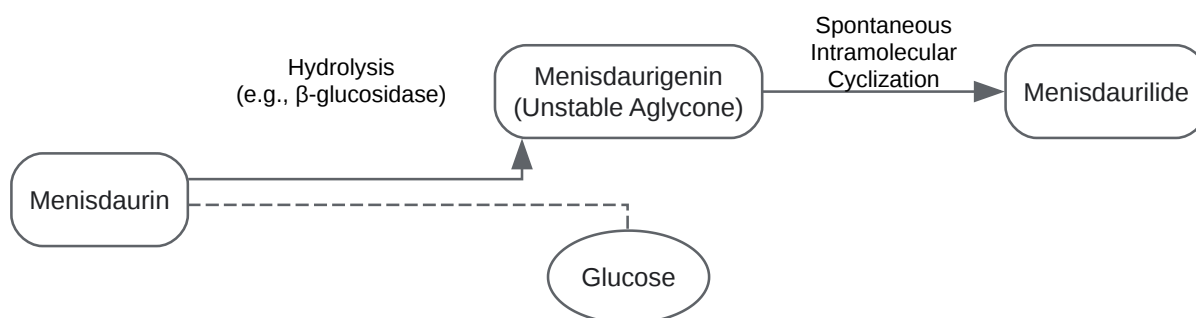 Spontaneous
Intramolecular
Cyclization
Hydrolysis
(e.g., β-glucosidase)
Menisdaurigenin
(Unstable Aglycone)
Menisdaurilide
Menisdaurin
Glucose